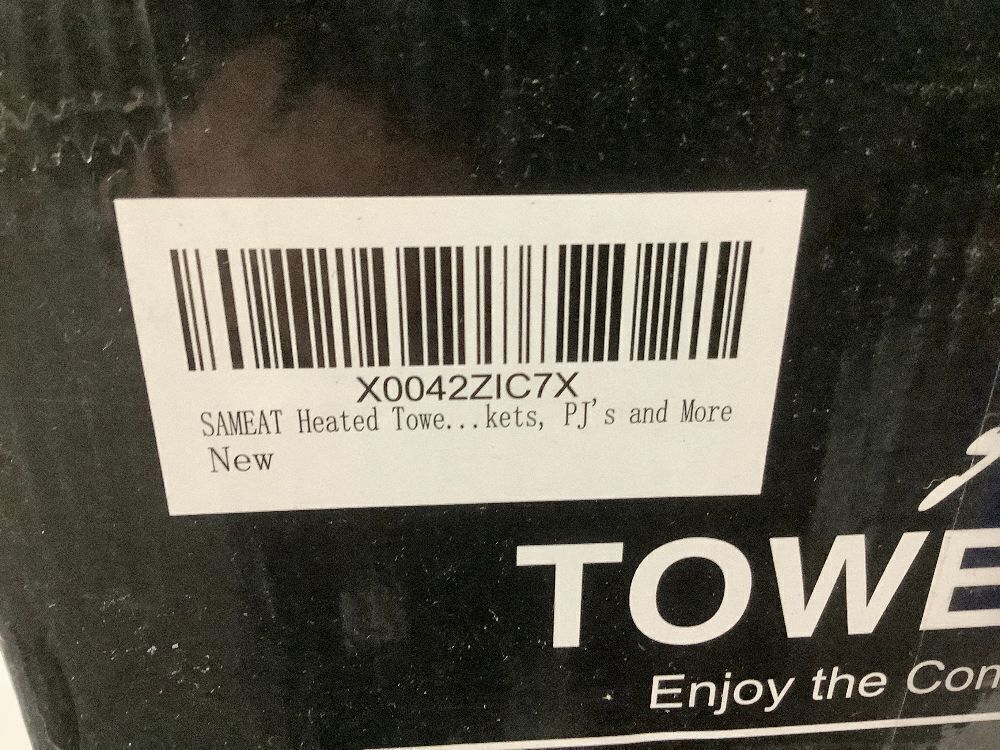 X0042ZIC7X
SAMEAT Heated Towe...kets, PJ's and More
New
TOWE
Enjoy the Con